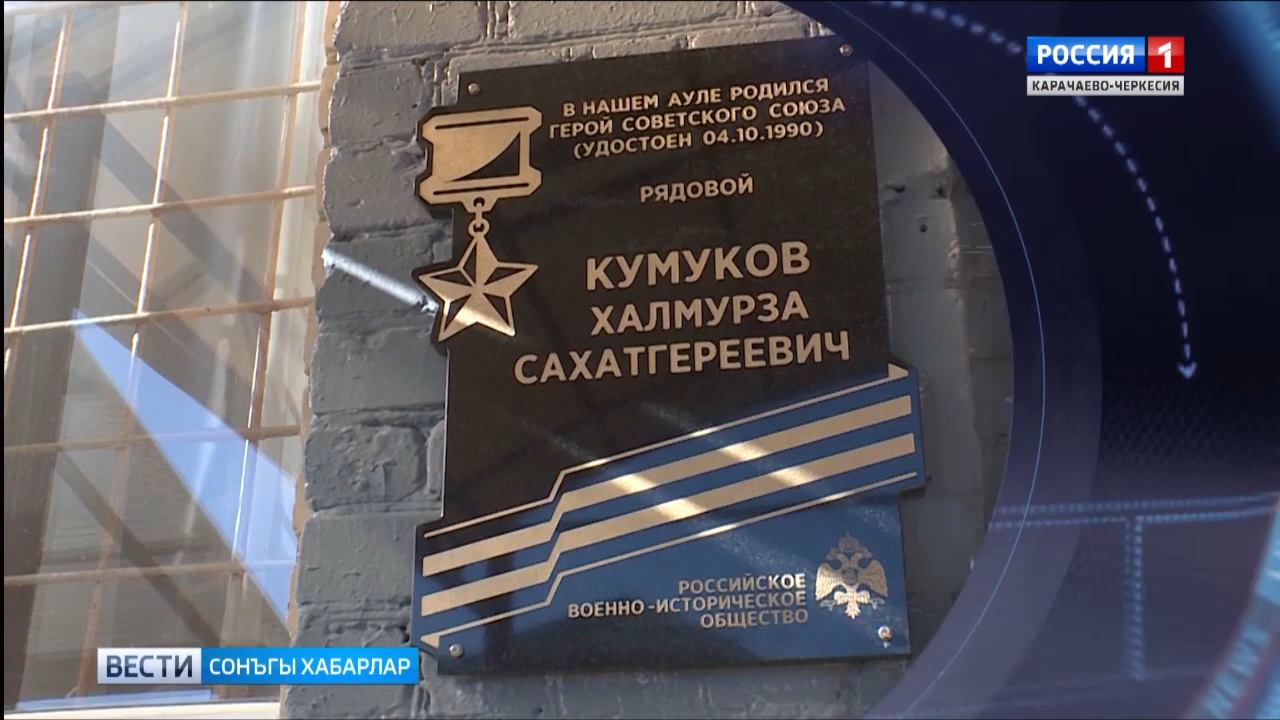 РОССИЯ 1
КАРАЧАЕВО-ЧЕРКЕСИЯ
В НАШЕМ АУЛЕ РОДИЛСЯ
ГЕРОЙ СОВЕТСКОГО СОЮЗА
(УДОСТОЕН 04.10.1990)
РЯДОВОЙ
КУМУКОВ
ХАЛМУРЗА
САХАТГЕРЕЕВИЧ
РОССИЙСКОЕ
ВОЕННО-ИСТОРИЧЕСКОЕ
ОБЩЕСТВО
ВЕСТИ СОНЪГЫ ХАБАРЛАР